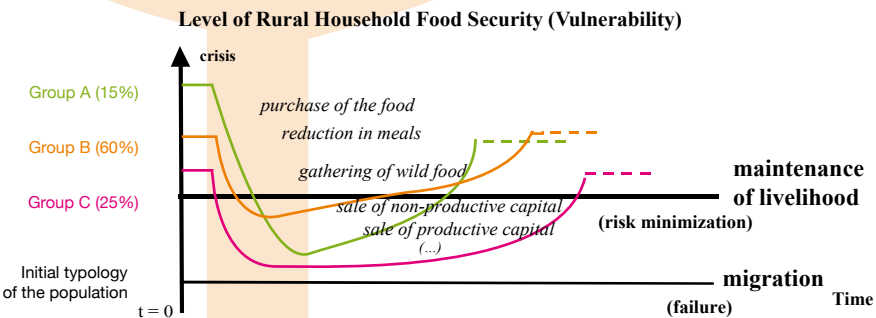 Level of Rural Household Food Security (Vulnerability)
crisis
Group A (15%)
purchase of the food
reduction in meals
Group B (60%)
gathering of wild food
maintenance
of livelihood
Group C (25%)
sale of non-productive capital
(risk minimization)
sale of productive capital
(...)
Initial typology
of the population
migration
Time
t = 0
(failure)